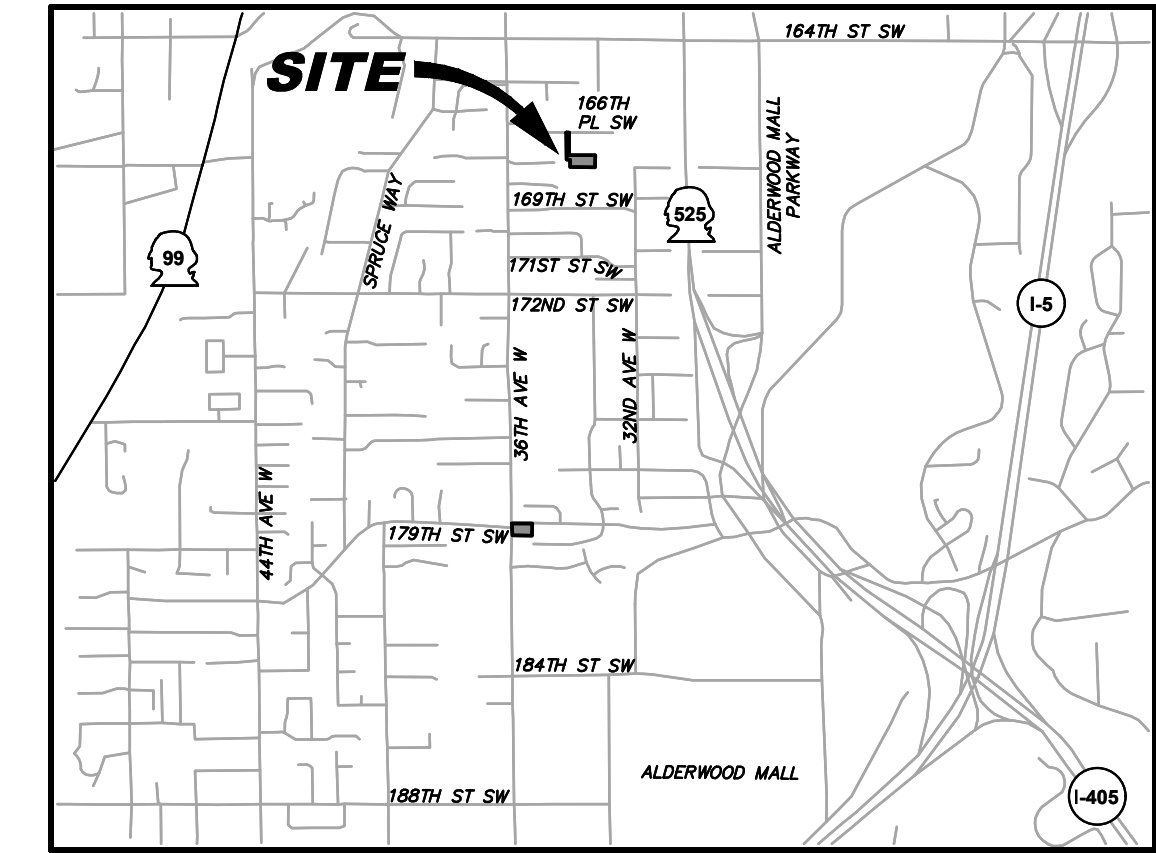 164TH ST SW
SITE
166TH
PL SW
ALDERWOOD MALL
PARKWAY
SPRUCE WAY
169TH ST SW
525
99
171ST ST SW
I-5
172ND ST SW
36TH AVE W
32ND AVE W
44TH AVE W
179TH ST SW
184TH ST SW
ALDERWOOD MALL
188TH ST SW
I-405